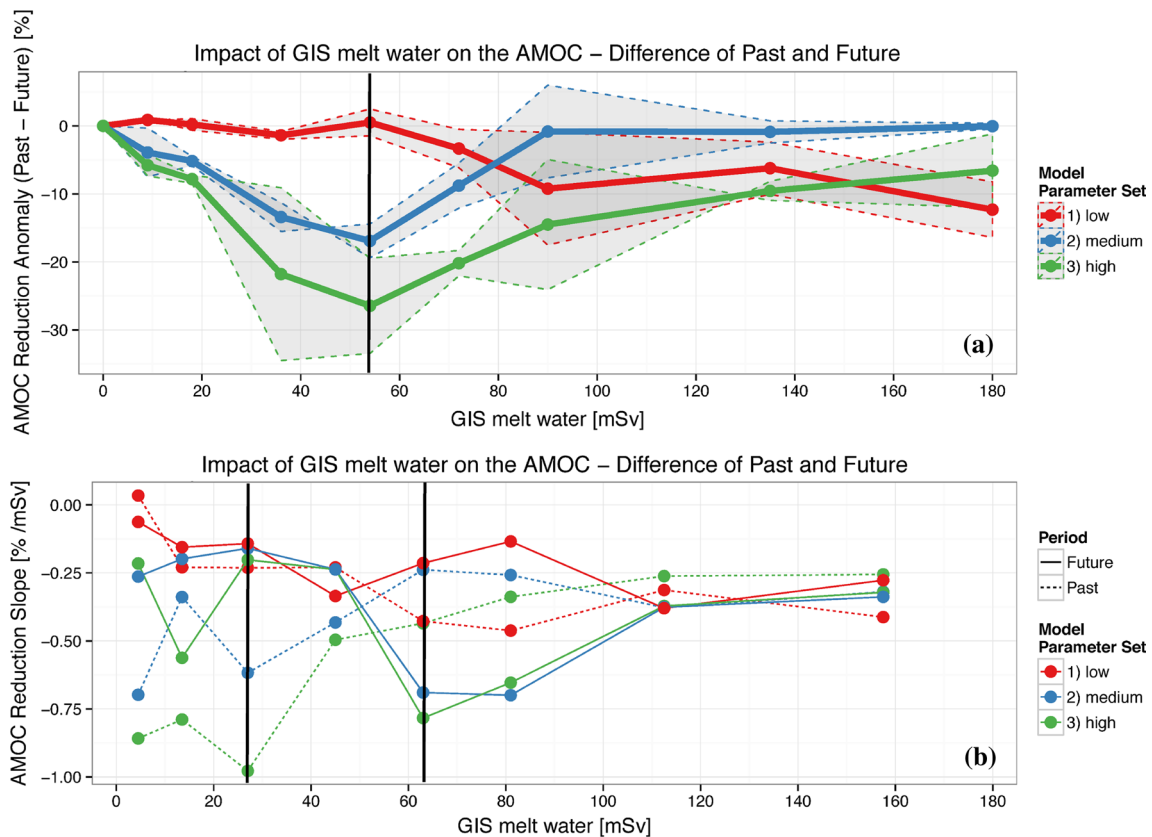 Impact of GIS melt water on the AMOC − Difference of Past and Future
AMOC Reduction Anomaly (Past − Future) [%]
0
−10
−20
−30
0 20 40 60 80 100 120 140 160 180
GIS melt water [mSv]
(a)
Model
Parameter Set
1) low
2) medium
3) high
Impact of GIS melt water on the AMOC − Difference of Past and Future
AMOC Reduction Slope [% /mSv]
0.00
−0.25
−0.50
−0.75
−1.00
0 20 40 60 80 100 120 140 160 180
GIS melt water [mSv]
(b)
Period
Future
Past
Model
Parameter Set
1) low
2) medium
3) high